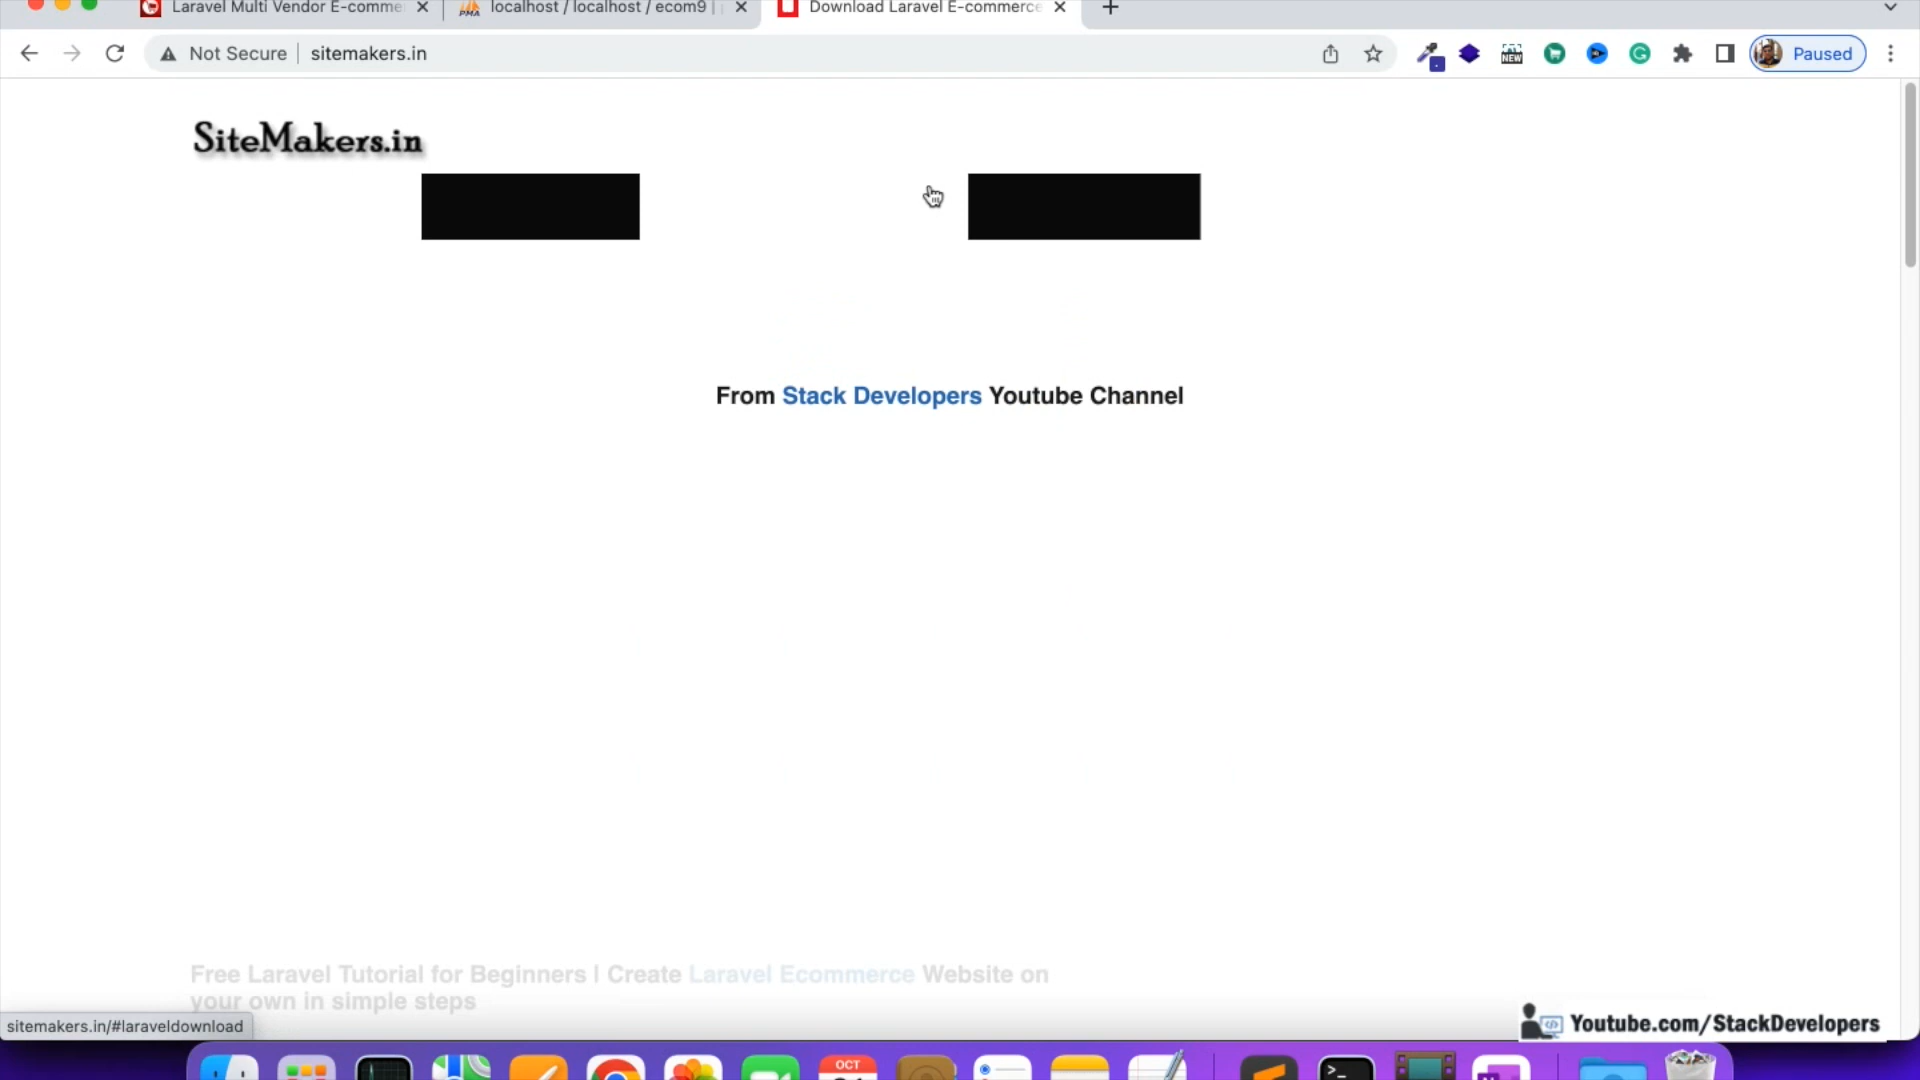 Laravel Multi Vendor E-comme
localhost / localhost / ecom9 |
Download Laravel E-commerce
Not Secure
sitemakers.in
NEW
Paused
SiteMakers.in
From Stack Developers Youtube Channel
Free Laravel Tutorial for Beginners | Create Laravel Ecommerce Website on
your own in simple steps
sitemakers.in/#laraveldownload
Youtube.com/StackDevelopers
OCT